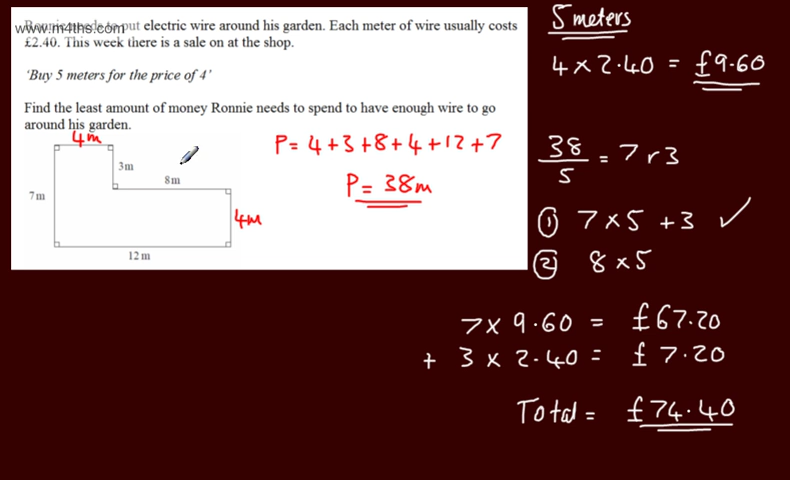 www.m4ths.com
Ronnie needs to put electric wire around his garden. Each meter of wire usually costs
£2.40. This week there is a sale on at the shop.
'Buy 5 meters for the price of 4'
Find the least amount of money Ronnie needs to spend to have enough wire to go
around his garden.
4m
3m
8m
7m
4m
12m
P = 4+3+8+4+12+7
P = 38m
5 meters
4 × 2.40 = £9.60
38/5 = 7 r 3
① 7 × 5 + 3 ✓
② 8 × 5
7 × 9.60 = £67.20
+ 3 × 2.40 = £7.20
Total = £74.40